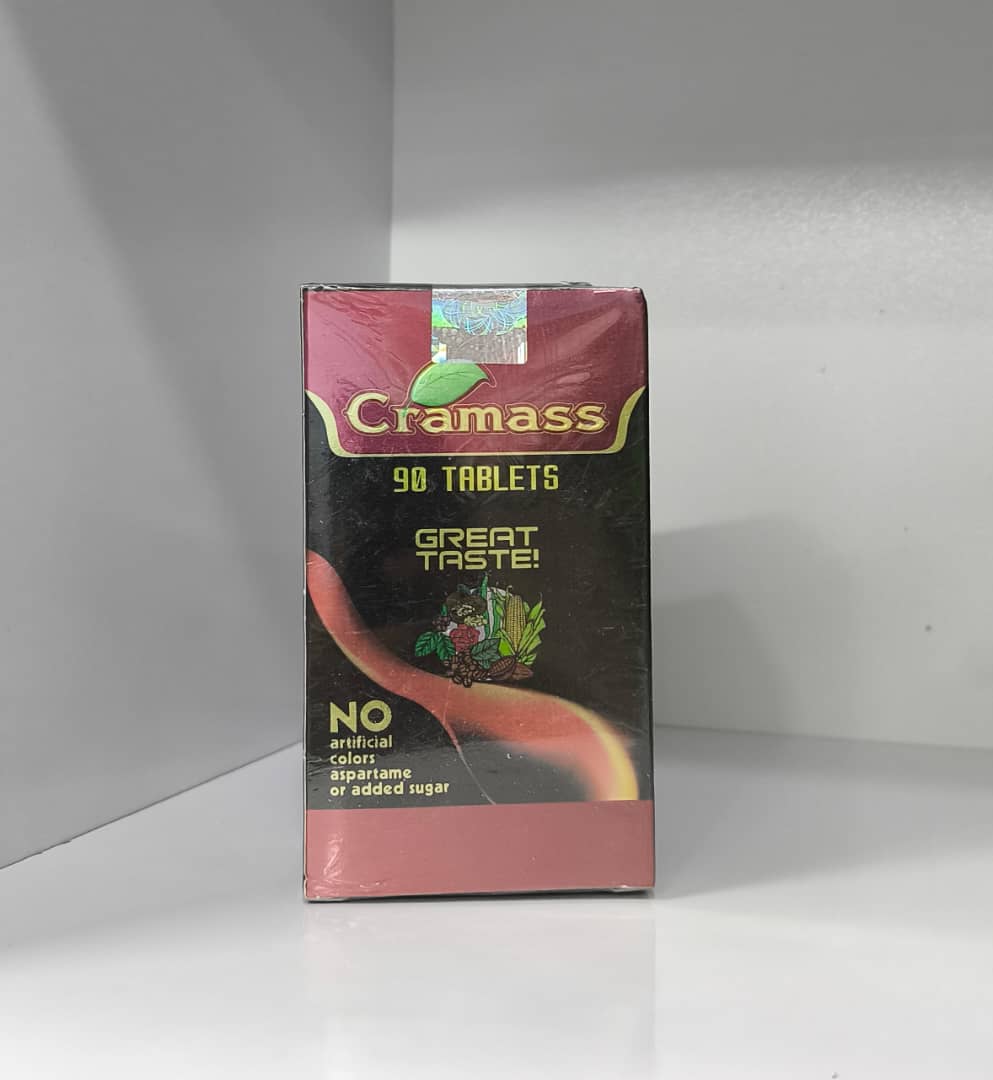 Cramass
90 TABLETS
GREAT
TASTE!
NO
artificial
colors
aspartame
or added sugar